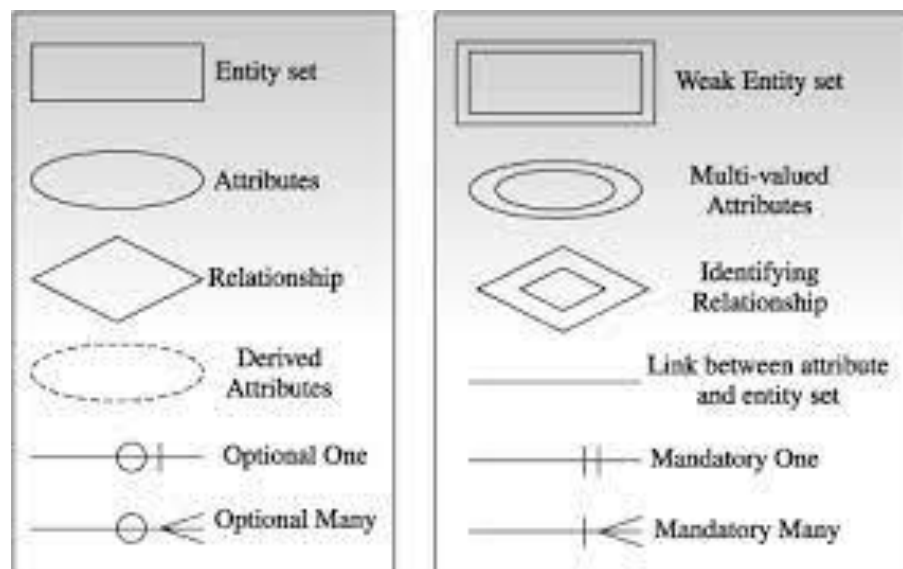 Entity set
Attributes
Relationship
Derived
Attributes
Optional One
Optional Many
Weak Entity set
Multi-valued
Attributes
Identifying
Relationship
Link between attribute
and entity set
Mandatory One
Mandatory Many